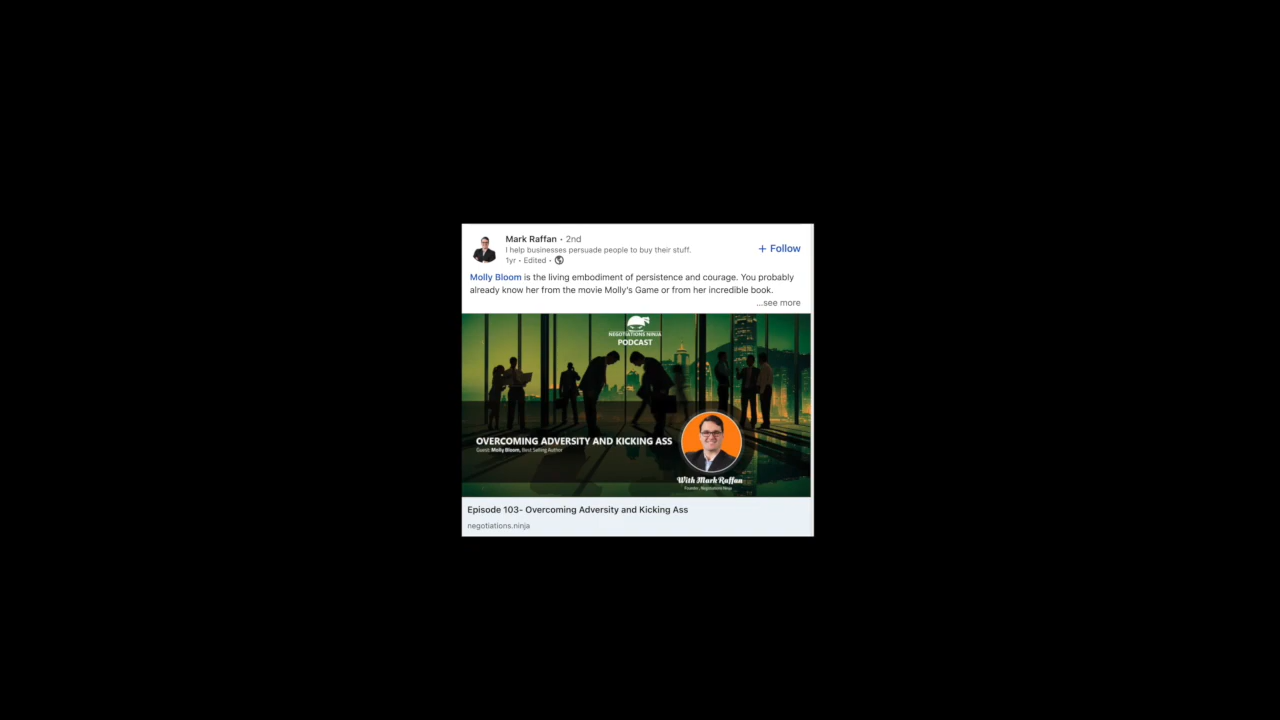 Mark Raffan • 2nd
I help businesses persuade people to buy their stuff.
1yr • Edited •
+ Follow
Molly Bloom is the living embodiment of persistence and courage. You probably
already know her from the movie Molly's Game or from her incredible book.
...see more
NEGOTIATIONS NINJA
PODCAST
OVERCOMING ADVERSITY AND KICKING ASS
Guest: Molly Bloom, Best Selling Author
With Mark Raffan
Founder - Negotiations Ninja
Episode 103- Overcoming Adversity and Kicking Ass
negotiations.ninja